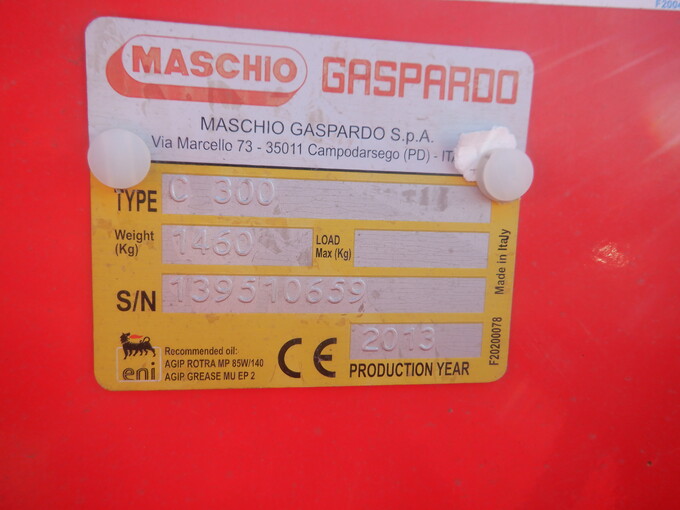 MASCHIO GASPARDO
MASCHIO GASPARDO S.p.A.
Via Marcello 73 - 35011 Campodarsego (PD) -
TYPE C 300
Weight (Kg) 1460 LOAD Max (Kg)
S/N 139510659
2013
PRODUCTION YEAR
Recommended oil:
AGIP ROTRA MP 85W/140
AGIP GREASE MU EP 2
eni
CE
F20200078 Made in Italy